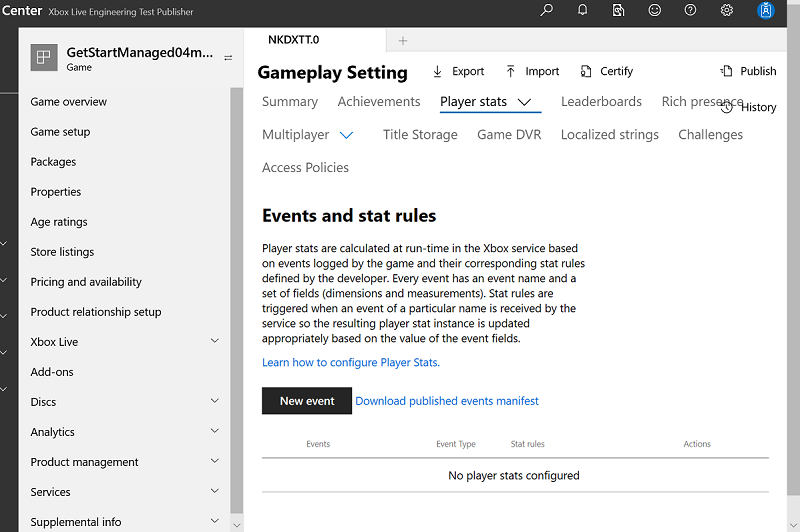 Center Xbox Live Engineering Test Publisher
GetStartManaged04m...
Game
Game overview
Game setup
Packages
Properties
Age ratings
Store listings
Pricing and availability
Product relationship setup
Xbox Live
Add-ons
Discs
Analytics
Product management
Services
Supplemental info
NKDXTT.0
Gameplay Setting Export Import Certify Publish
History
Summary Achievements Player stats Leaderboards Rich presence
Multiplayer Title Storage Game DVR Localized strings Challenges
Access Policies
Events and stat rules
Player stats are calculated at run-time in the Xbox service based
on events logged by the game and their corresponding stat rules
defined by the developer. Every event has an event name and a
set of fields (dimensions and measurements). Stat rules are
triggered when an event of a particular name is received by the
service so the resulting player stat instance is updated
appropriately based on the value of the event fields.
Learn how to configure Player Stats.
New event Download published events manifest
Events Event Type Stat rules Actions
No player stats configured